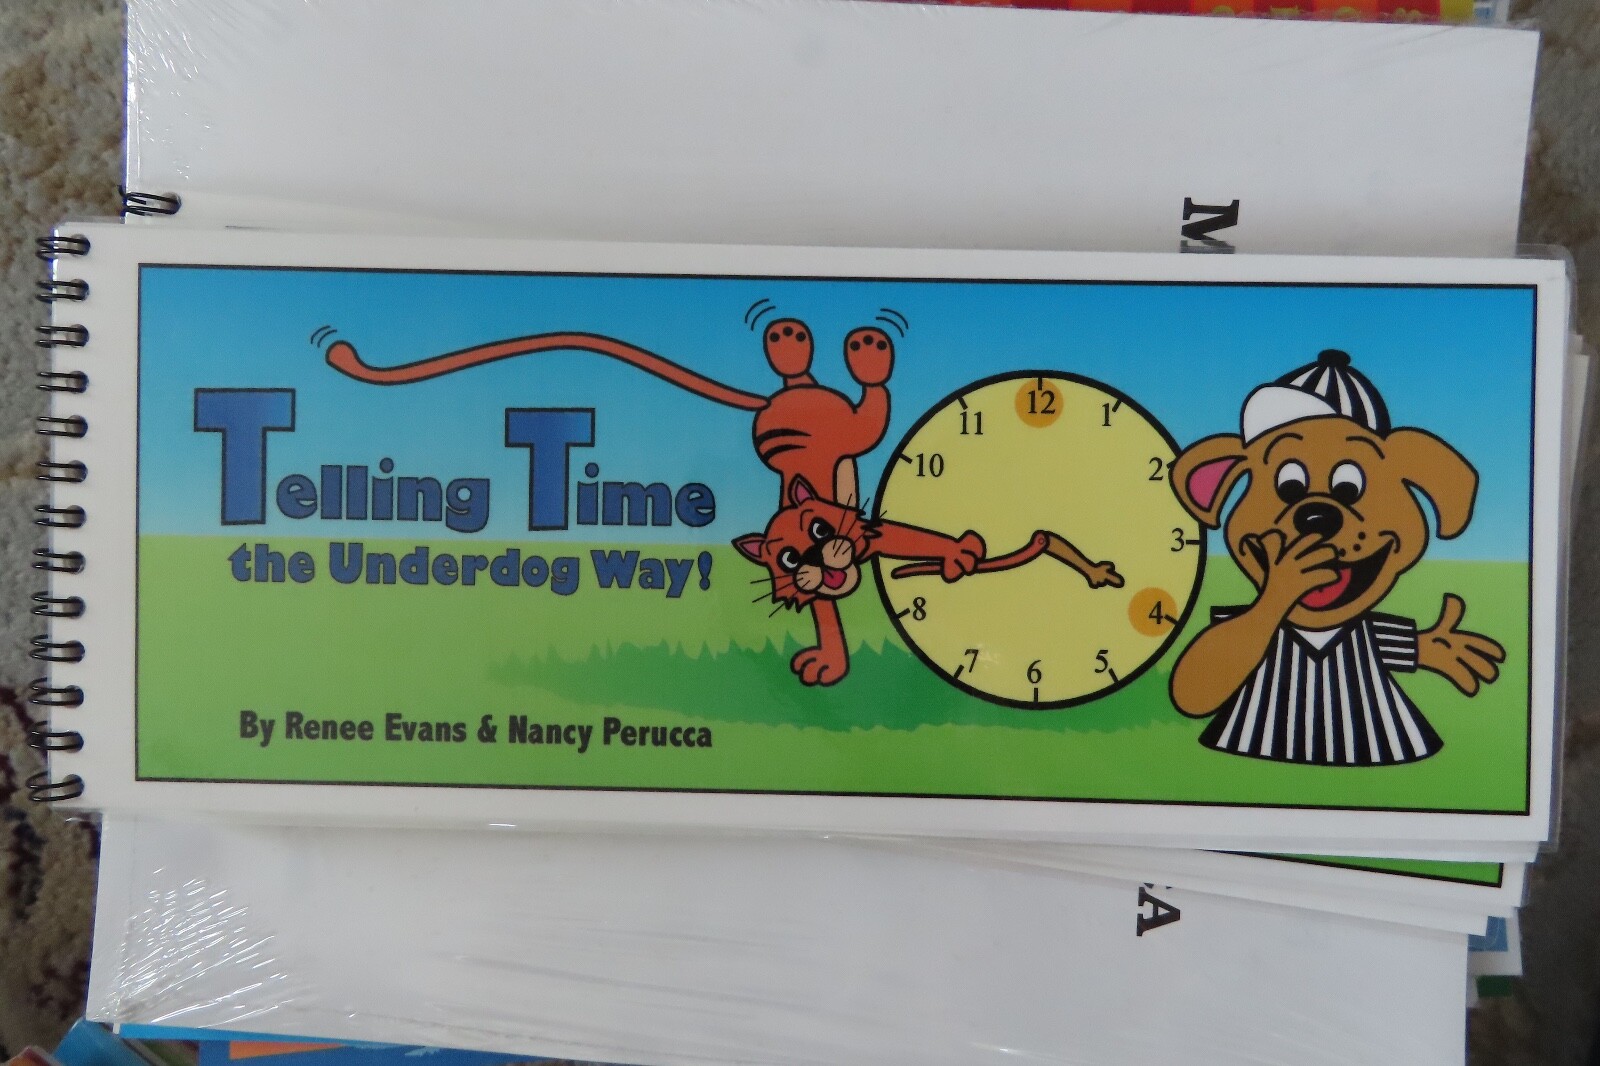 Telling Time
the Underdog Way!
By Renee Evans & Nancy Perucca
12
1
2
3
4
5
6
7
8
10
11
M
A